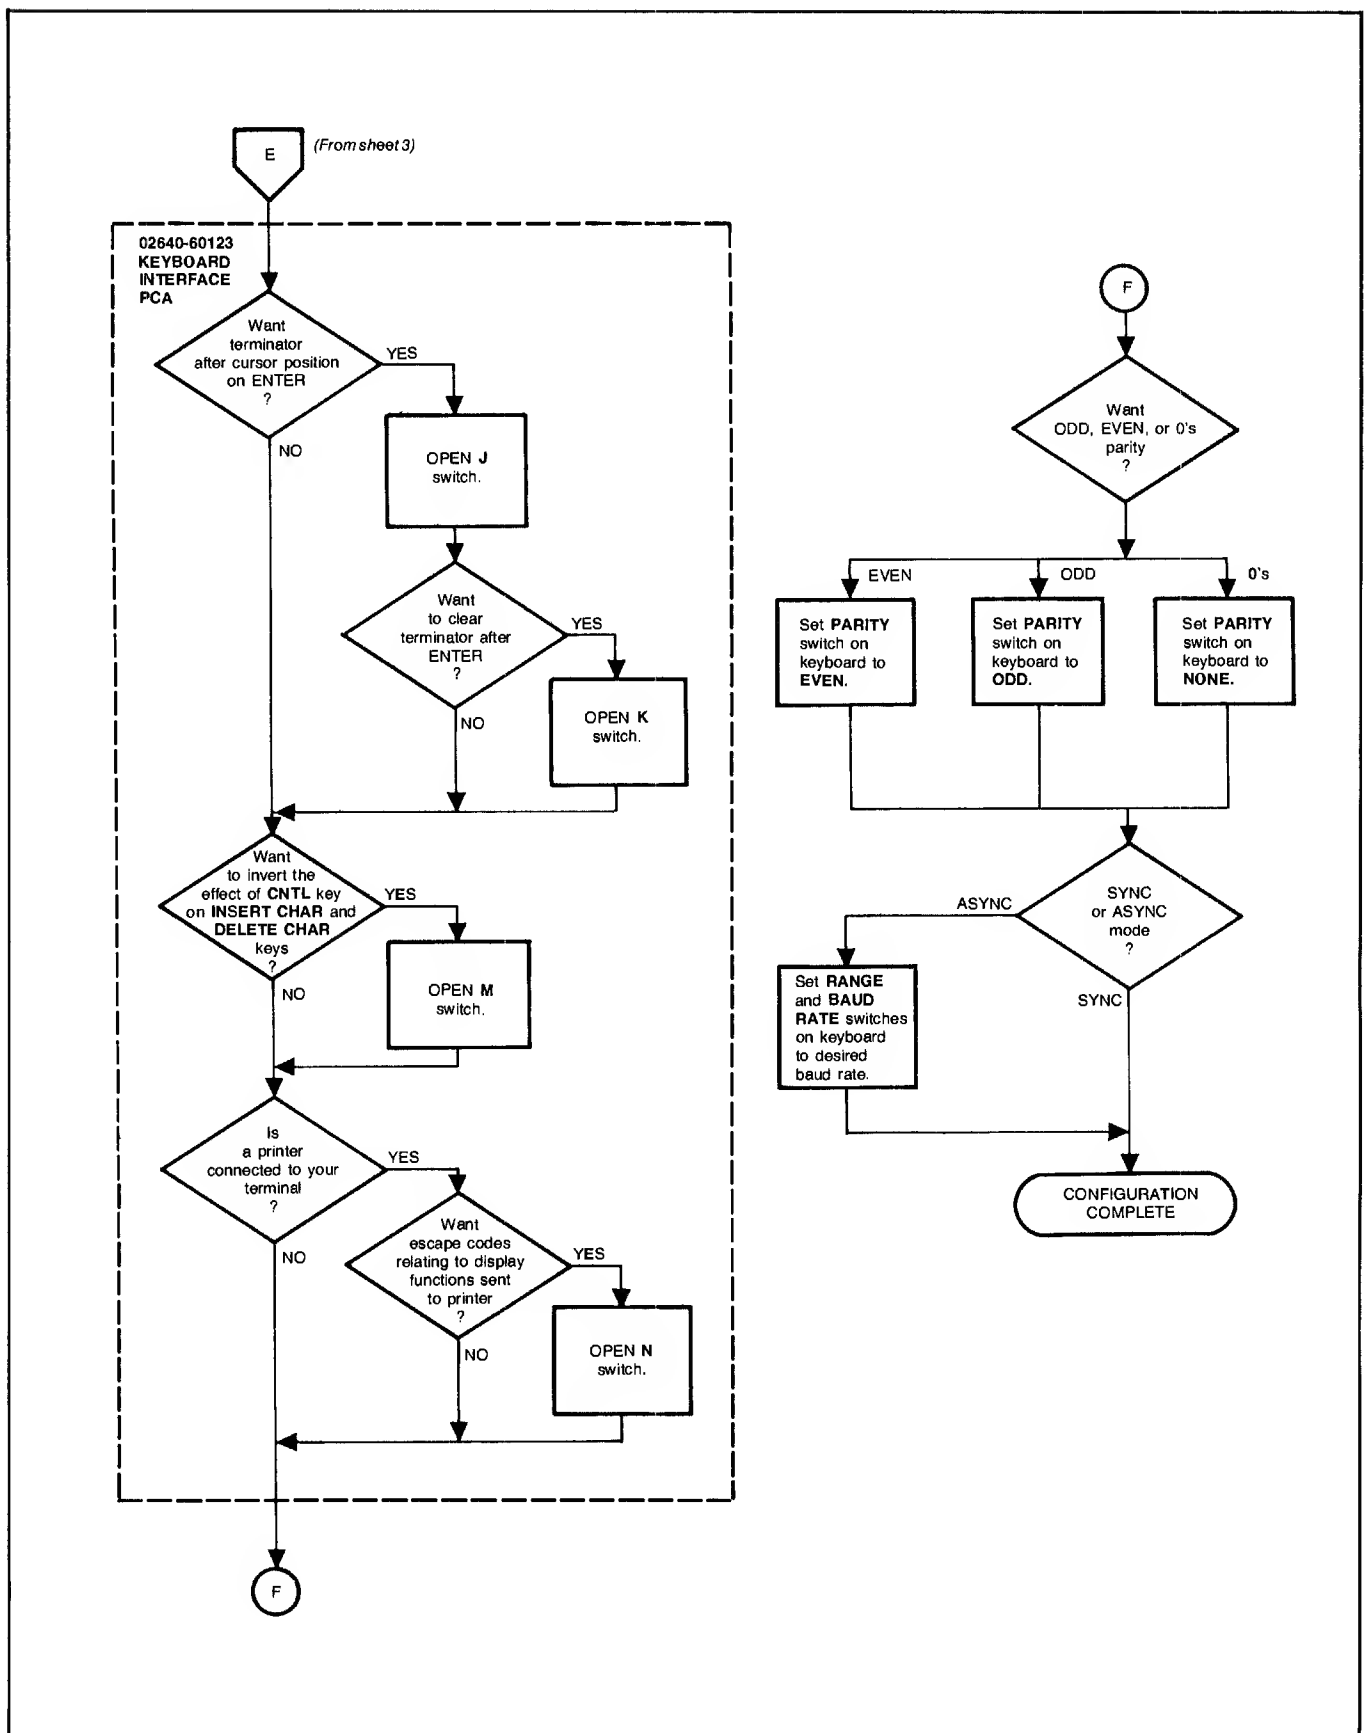 E
(From sheet 3)
02640-60123
KEYBOARD
INTERFACE
PCA
Want
terminator
after cursor position
on ENTER
?
YES
NO
OPEN J
switch.
Want
to clear
terminator after
ENTER
?
YES
NO
OPEN K
switch.
Want
to invert the
effect of CNTL key
on INSERT CHAR and
DELETE CHAR
keys
?
YES
NO
OPEN M
switch.
Is
a printer
connected to your
terminal
?
YES
NO
Want
escape codes
relating to display
functions sent
to printer
?
YES
NO
OPEN N
switch.
F
F
Want
ODD, EVEN, or 0's
parity
?
EVEN
ODD
0's
Set PARITY
switch on
keyboard to
EVEN.
Set PARITY
switch on
keyboard to
ODD.
Set PARITY
switch on
keyboard to
NONE.
SYNC
or ASYNC
mode
?
ASYNC
SYNC
Set RANGE
and BAUD
RATE switches
on keyboard
to desired
baud rate.
CONFIGURATION
COMPLETE